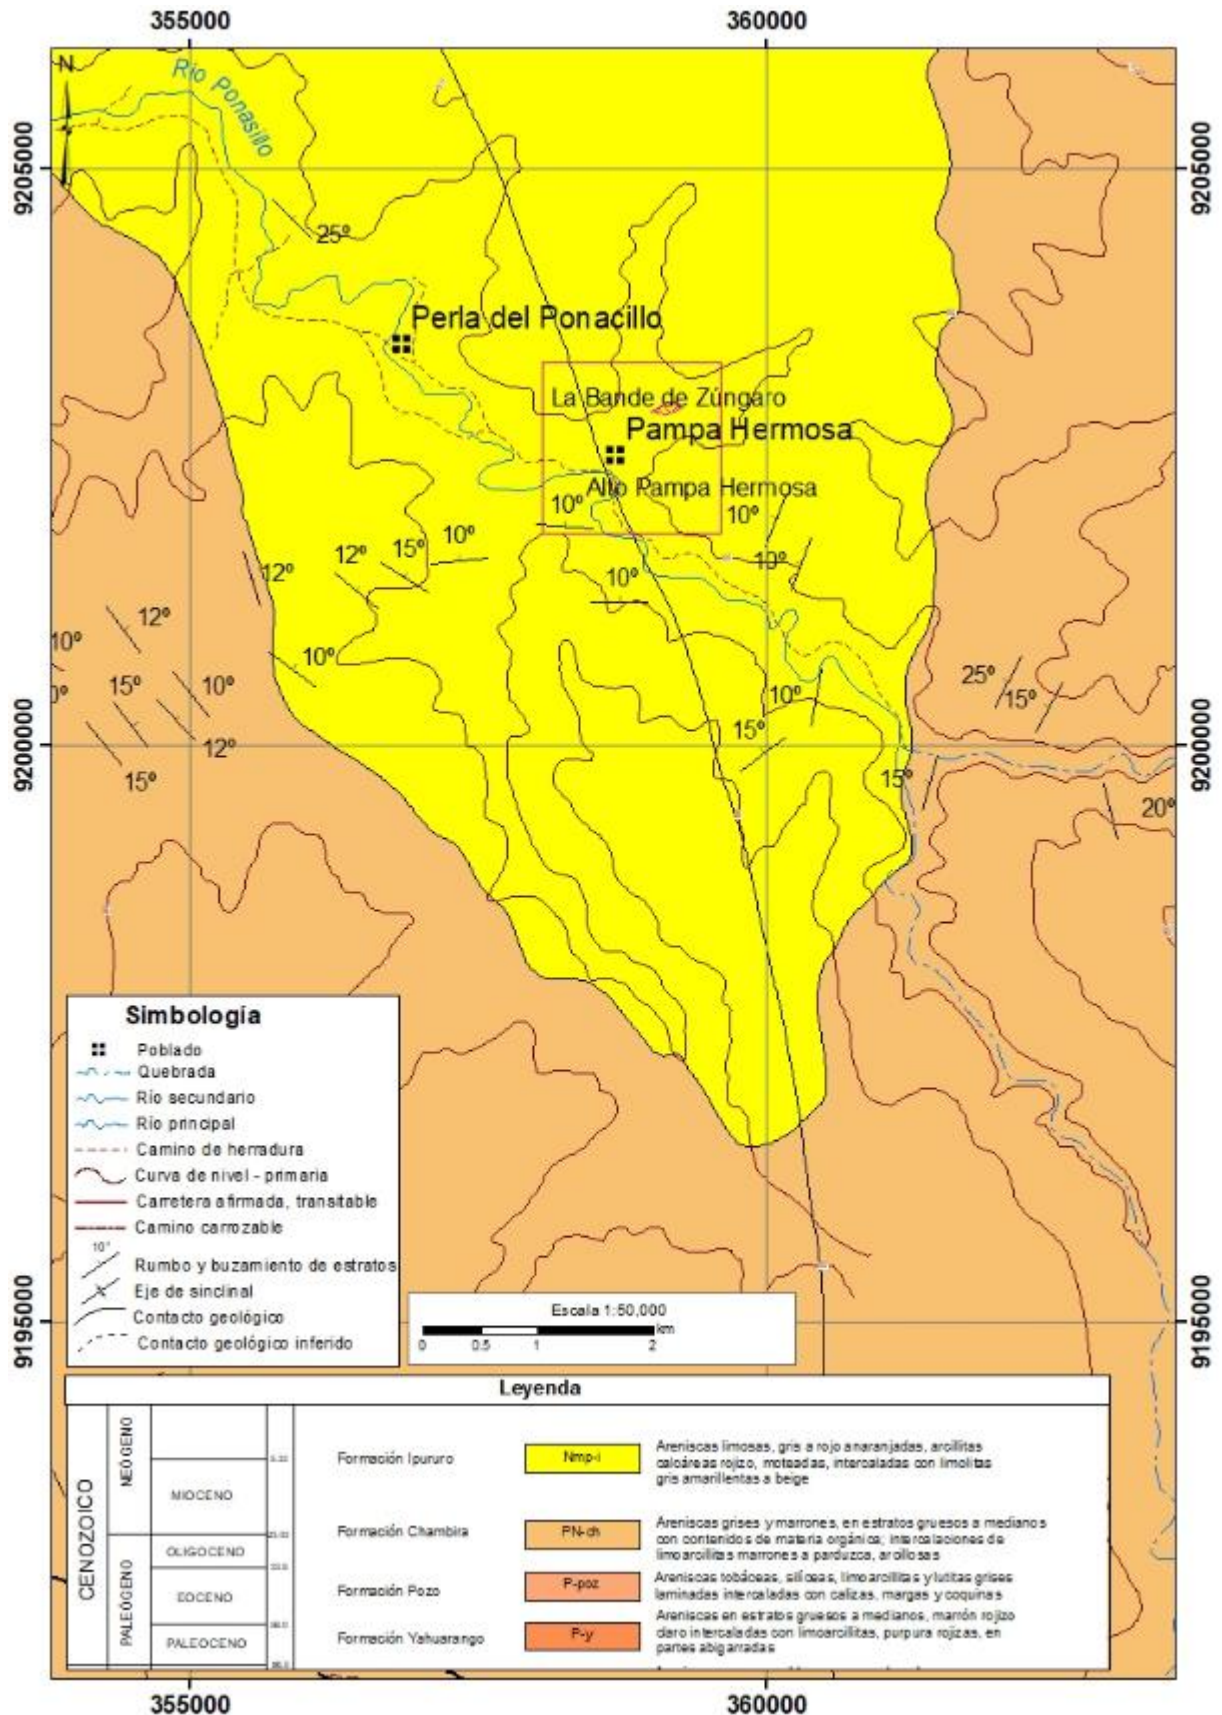 355000
360000
N
Río Ponasillo
9205000
9205000
25º
Perla del Ponacillo
La Bande de Zúngaro
Pampa Hermosa
Alto Pampa Hermosa
10º
10º
10º
15º
12º
12º
10º
10º
12º
10º
10º
10º
15º
10º
12º
15º
10º
15º
25º
15º
9200000
9200000
15º
20º
Simbología
Poblado
Quebrada
Río secundario
Río principal
Camino de herradura
Curva de nivel - primaria
Carretera afirmada, transitable
Camino carrozable
10°
Rumbo y buzamiento de estratos
Eje de sinclinal
Contacto geológico
Contacto geológico inferido
Escala 1:50,000
km
0 0.5 1 2
9195000
9195000
Leyenda
CENOZOICO
NEÓGENO
PALEÓGENO
MIOCENO
OLIGOCENO
EOCENO
PALEOCENO
Formación Ipururo
Nmp-i
Areniscas limosas, gris a rojo anaranjadas, arcillitas
calcáreas rojizo, moteadas, intercaladas con limolitas
gris amarillentas a beige
Formación Chambira
PN-ch
Areniscas grises y marrones, en estratos gruesos a medianos
con contenidos de materia orgánica; intercalaciones de
limoarcillitas marrones a parduzca, arcillosas
Formación Pozo
P-poz
Areniscas tobáceas, silíceas, limoarcillitas y lutitas grises
laminadas intercaladas con calizas, margas y coquinas
Formación Yahuarango
P-y
Areniscas en estratos gruesos a medianos, marrón rojizo
claro intercaladas con limoarcillitas, purpura rojizas, en
partes abigarradas
355000
360000